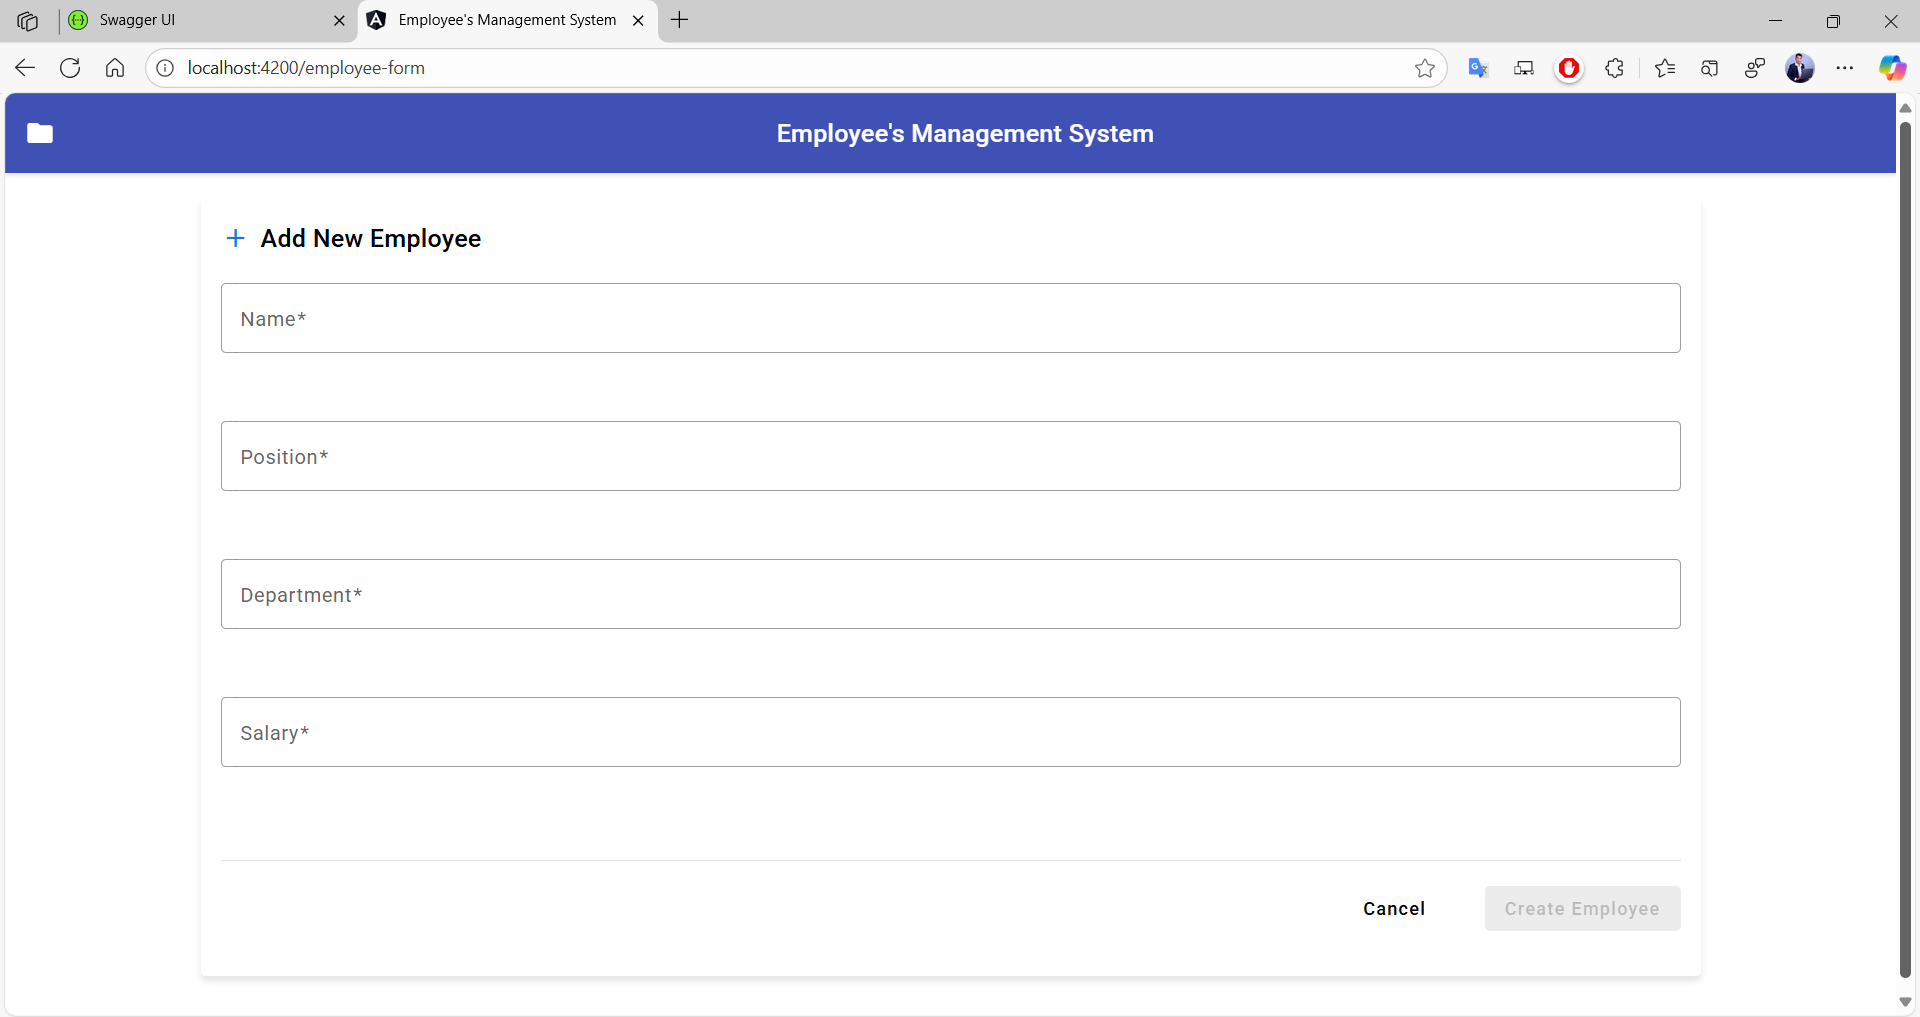 Swagger UI
Employee's Management System
localhost:4200/employee-form
Employee's Management System
Add New Employee
Name*
Position*
Department*
Salary*
Cancel
Create Employee